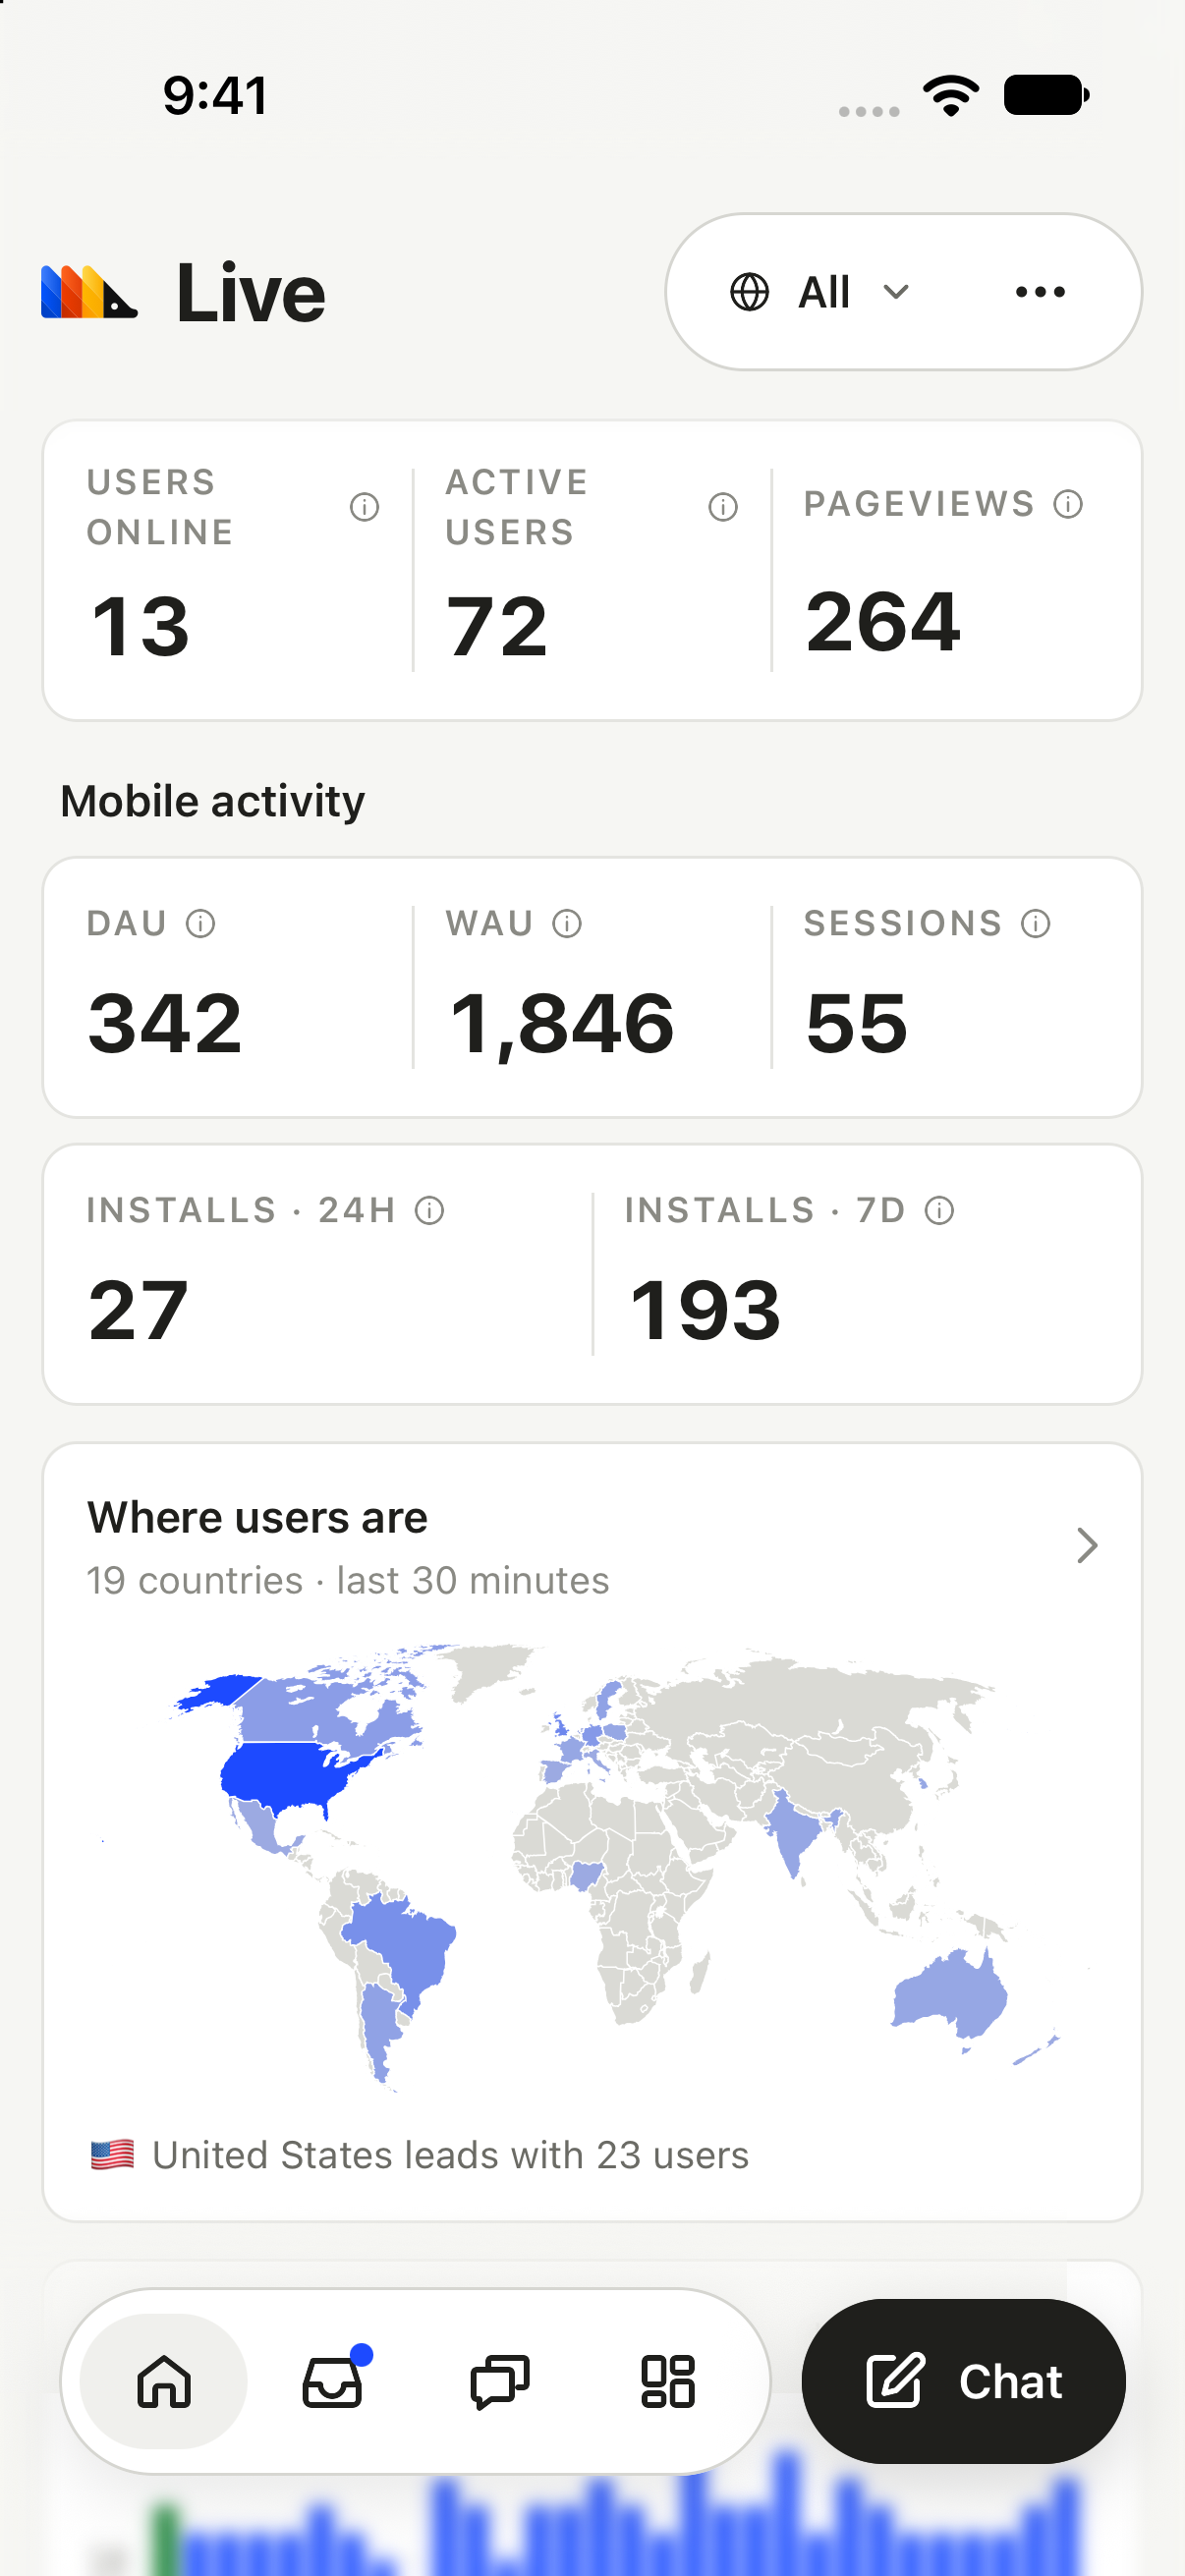 9:41
Live
All
USERS ONLINE
ACTIVE USERS
PAGEVIEWS
13
72
264
Mobile activity
DAU
WAU
SESSIONS
342
1,846
55
INSTALLS · 24H
INSTALLS · 7D
27
193
Where users are
19 countries · last 30 minutes
United States leads with 23 users
Chat